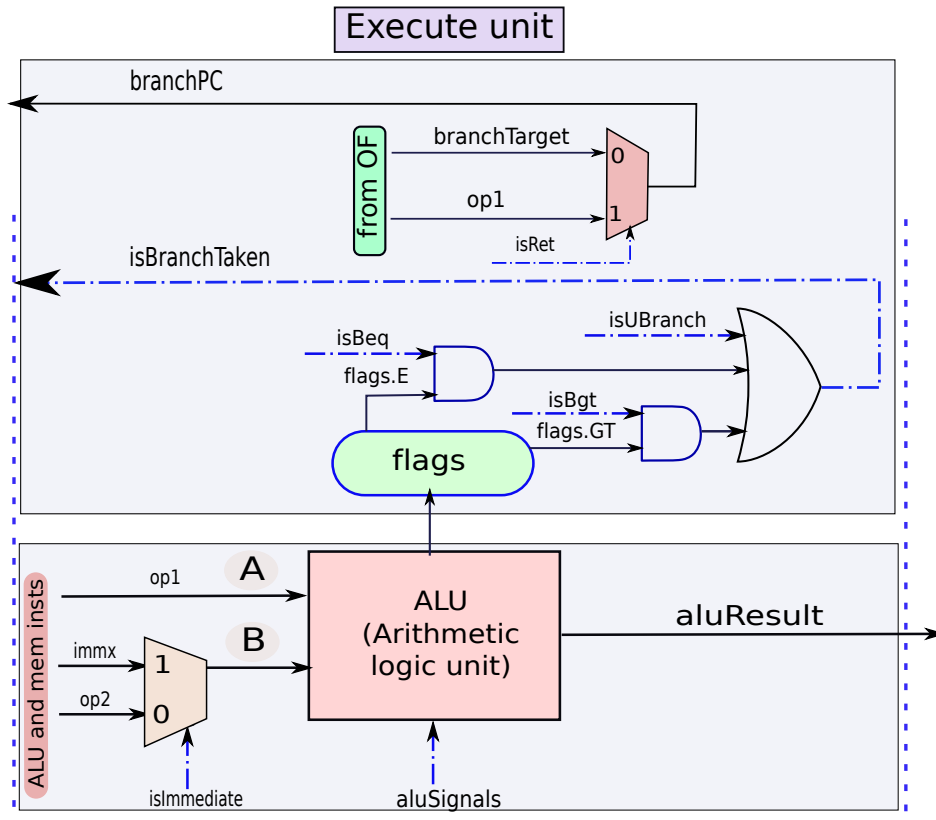 Execute unit
branchPC
from OF
branchTarget
op1
0
1
isRet
isBranchTaken
isUBranch
isBeq
flags.E
isBgt
flags.GT
flags
ALU and mem insts
op1
A
immx
op2
1
0
B
isImmediate
ALU
(Arithmetic
logic unit)
aluSignals
aluResult